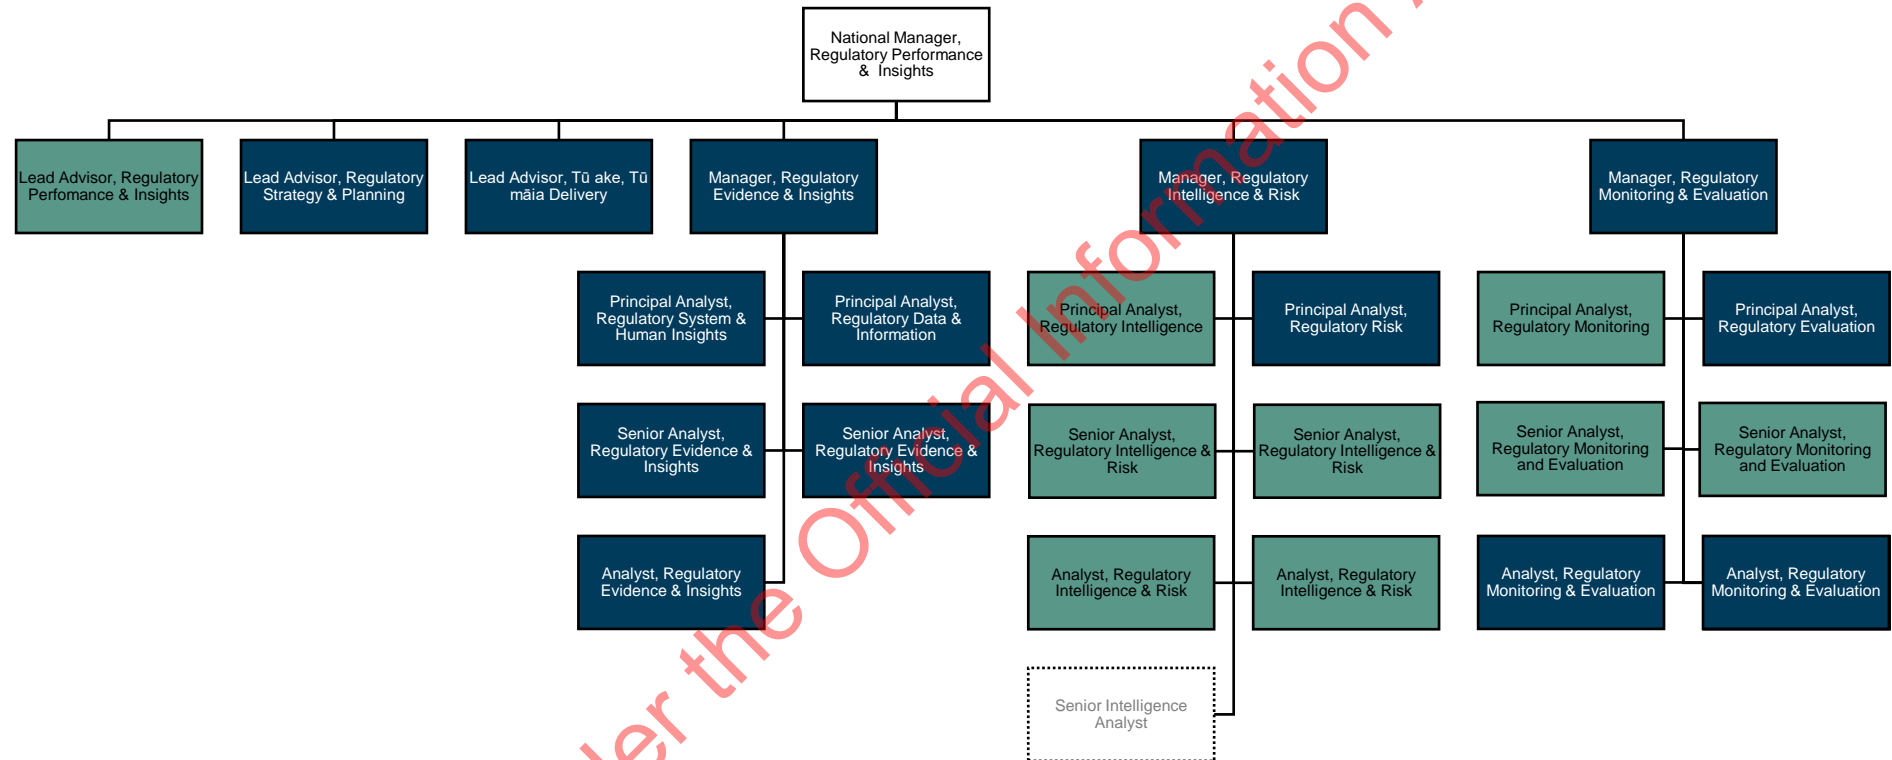 National Manager,
Regulatory Performance
& Insights
Lead Advisor, Regulatory
Perfomance & Insights
Lead Advisor, Regulatory
Strategy & Planning
Lead Advisor, Tū ake, Tū
māia Delivery
Manager, Regulatory
Evidence & Insights
Manager, Regulatory
Intelligence & Risk
Manager, Regulatory
Monitoring & Evaluation
Principal Analyst,
Regulatory System &
Human Insights
Principal Analyst,
Regulatory Data &
Information
Principal Analyst,
Regulatory Intelligence
Principal Analyst,
Regulatory Risk
Principal Analyst,
Regulatory Monitoring
Principal Analyst,
Regulatory Evaluation
Senior Analyst,
Regulatory Evidence &
Insights
Senior Analyst,
Regulatory Evidence &
Insights
Senior Analyst,
Regulatory Intelligence &
Risk
Senior Analyst,
Regulatory Intelligence &
Risk
Senior Analyst,
Regulatory Monitoring
and Evaluation
Senior Analyst,
Regulatory Monitoring
and Evaluation
Analyst, Regulatory
Evidence & Insights
Analyst, Regulatory
Intelligence & Risk
Analyst, Regulatory
Intelligence & Risk
Analyst, Regulatory
Monitoring & Evaluation
Analyst, Regulatory
Monitoring & Evaluation
Senior Intelligence
Analyst
the Official Information